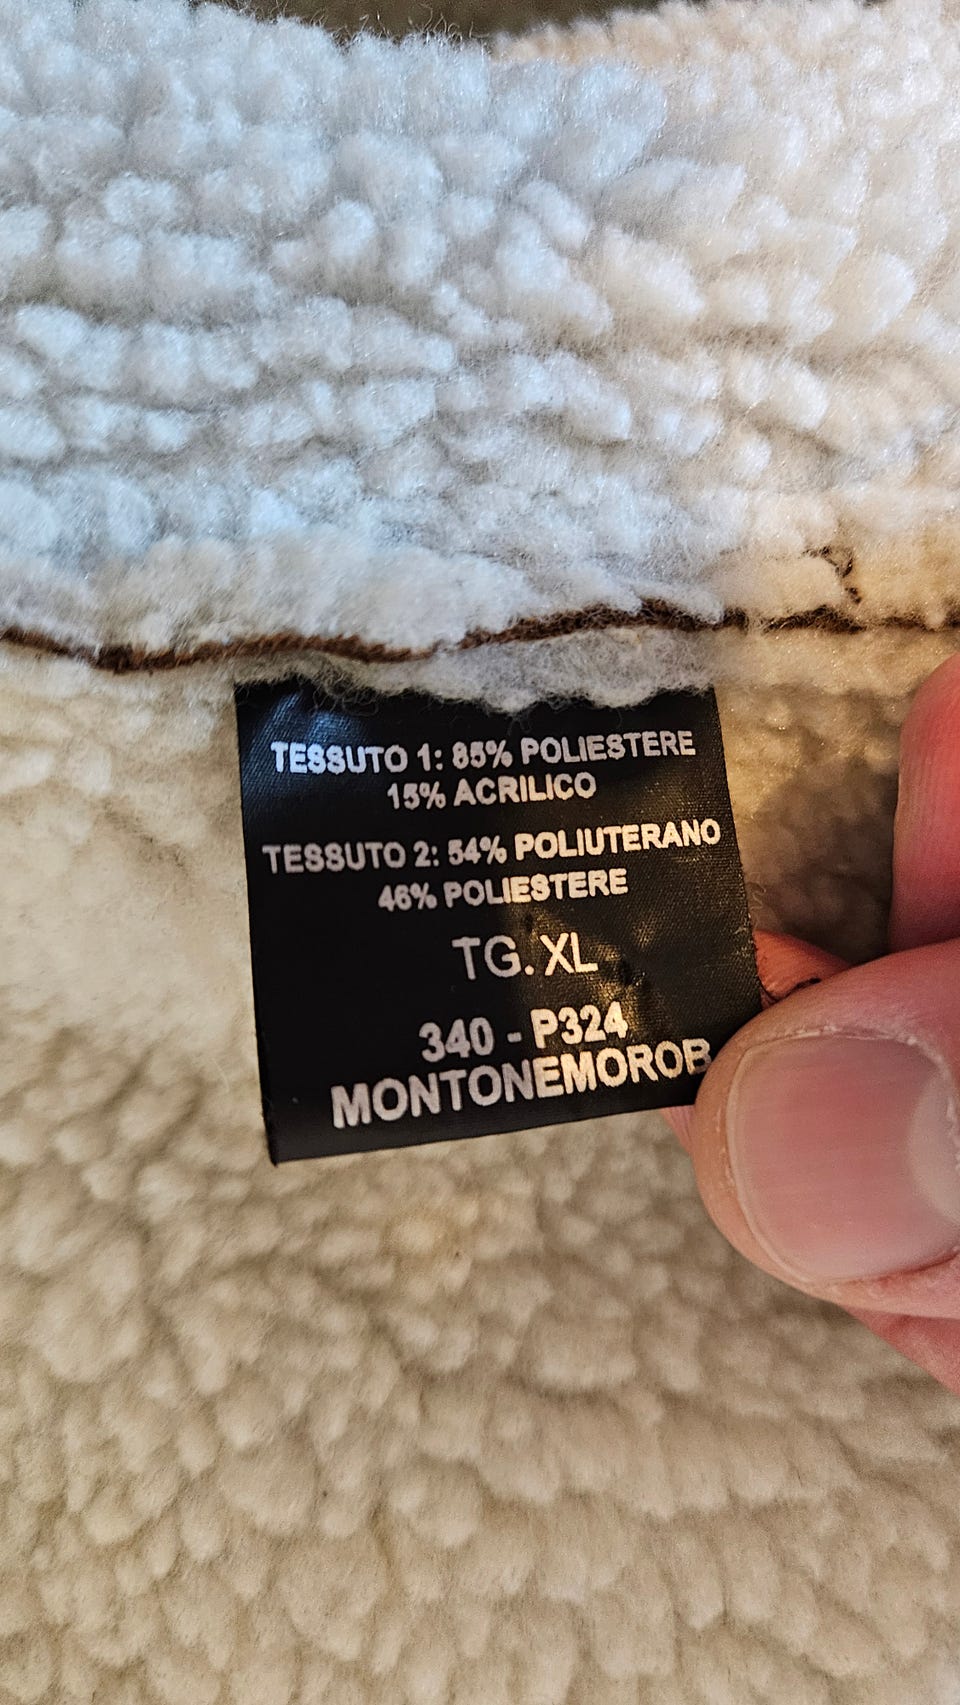 TESSUTO 1: 85% POLIESTERE
15% ACRILICO
TESSUTO 2: 54% POLIUTERANO
46% POLIESTERE
TG. XL
340 - P324
MONTONEMOROB